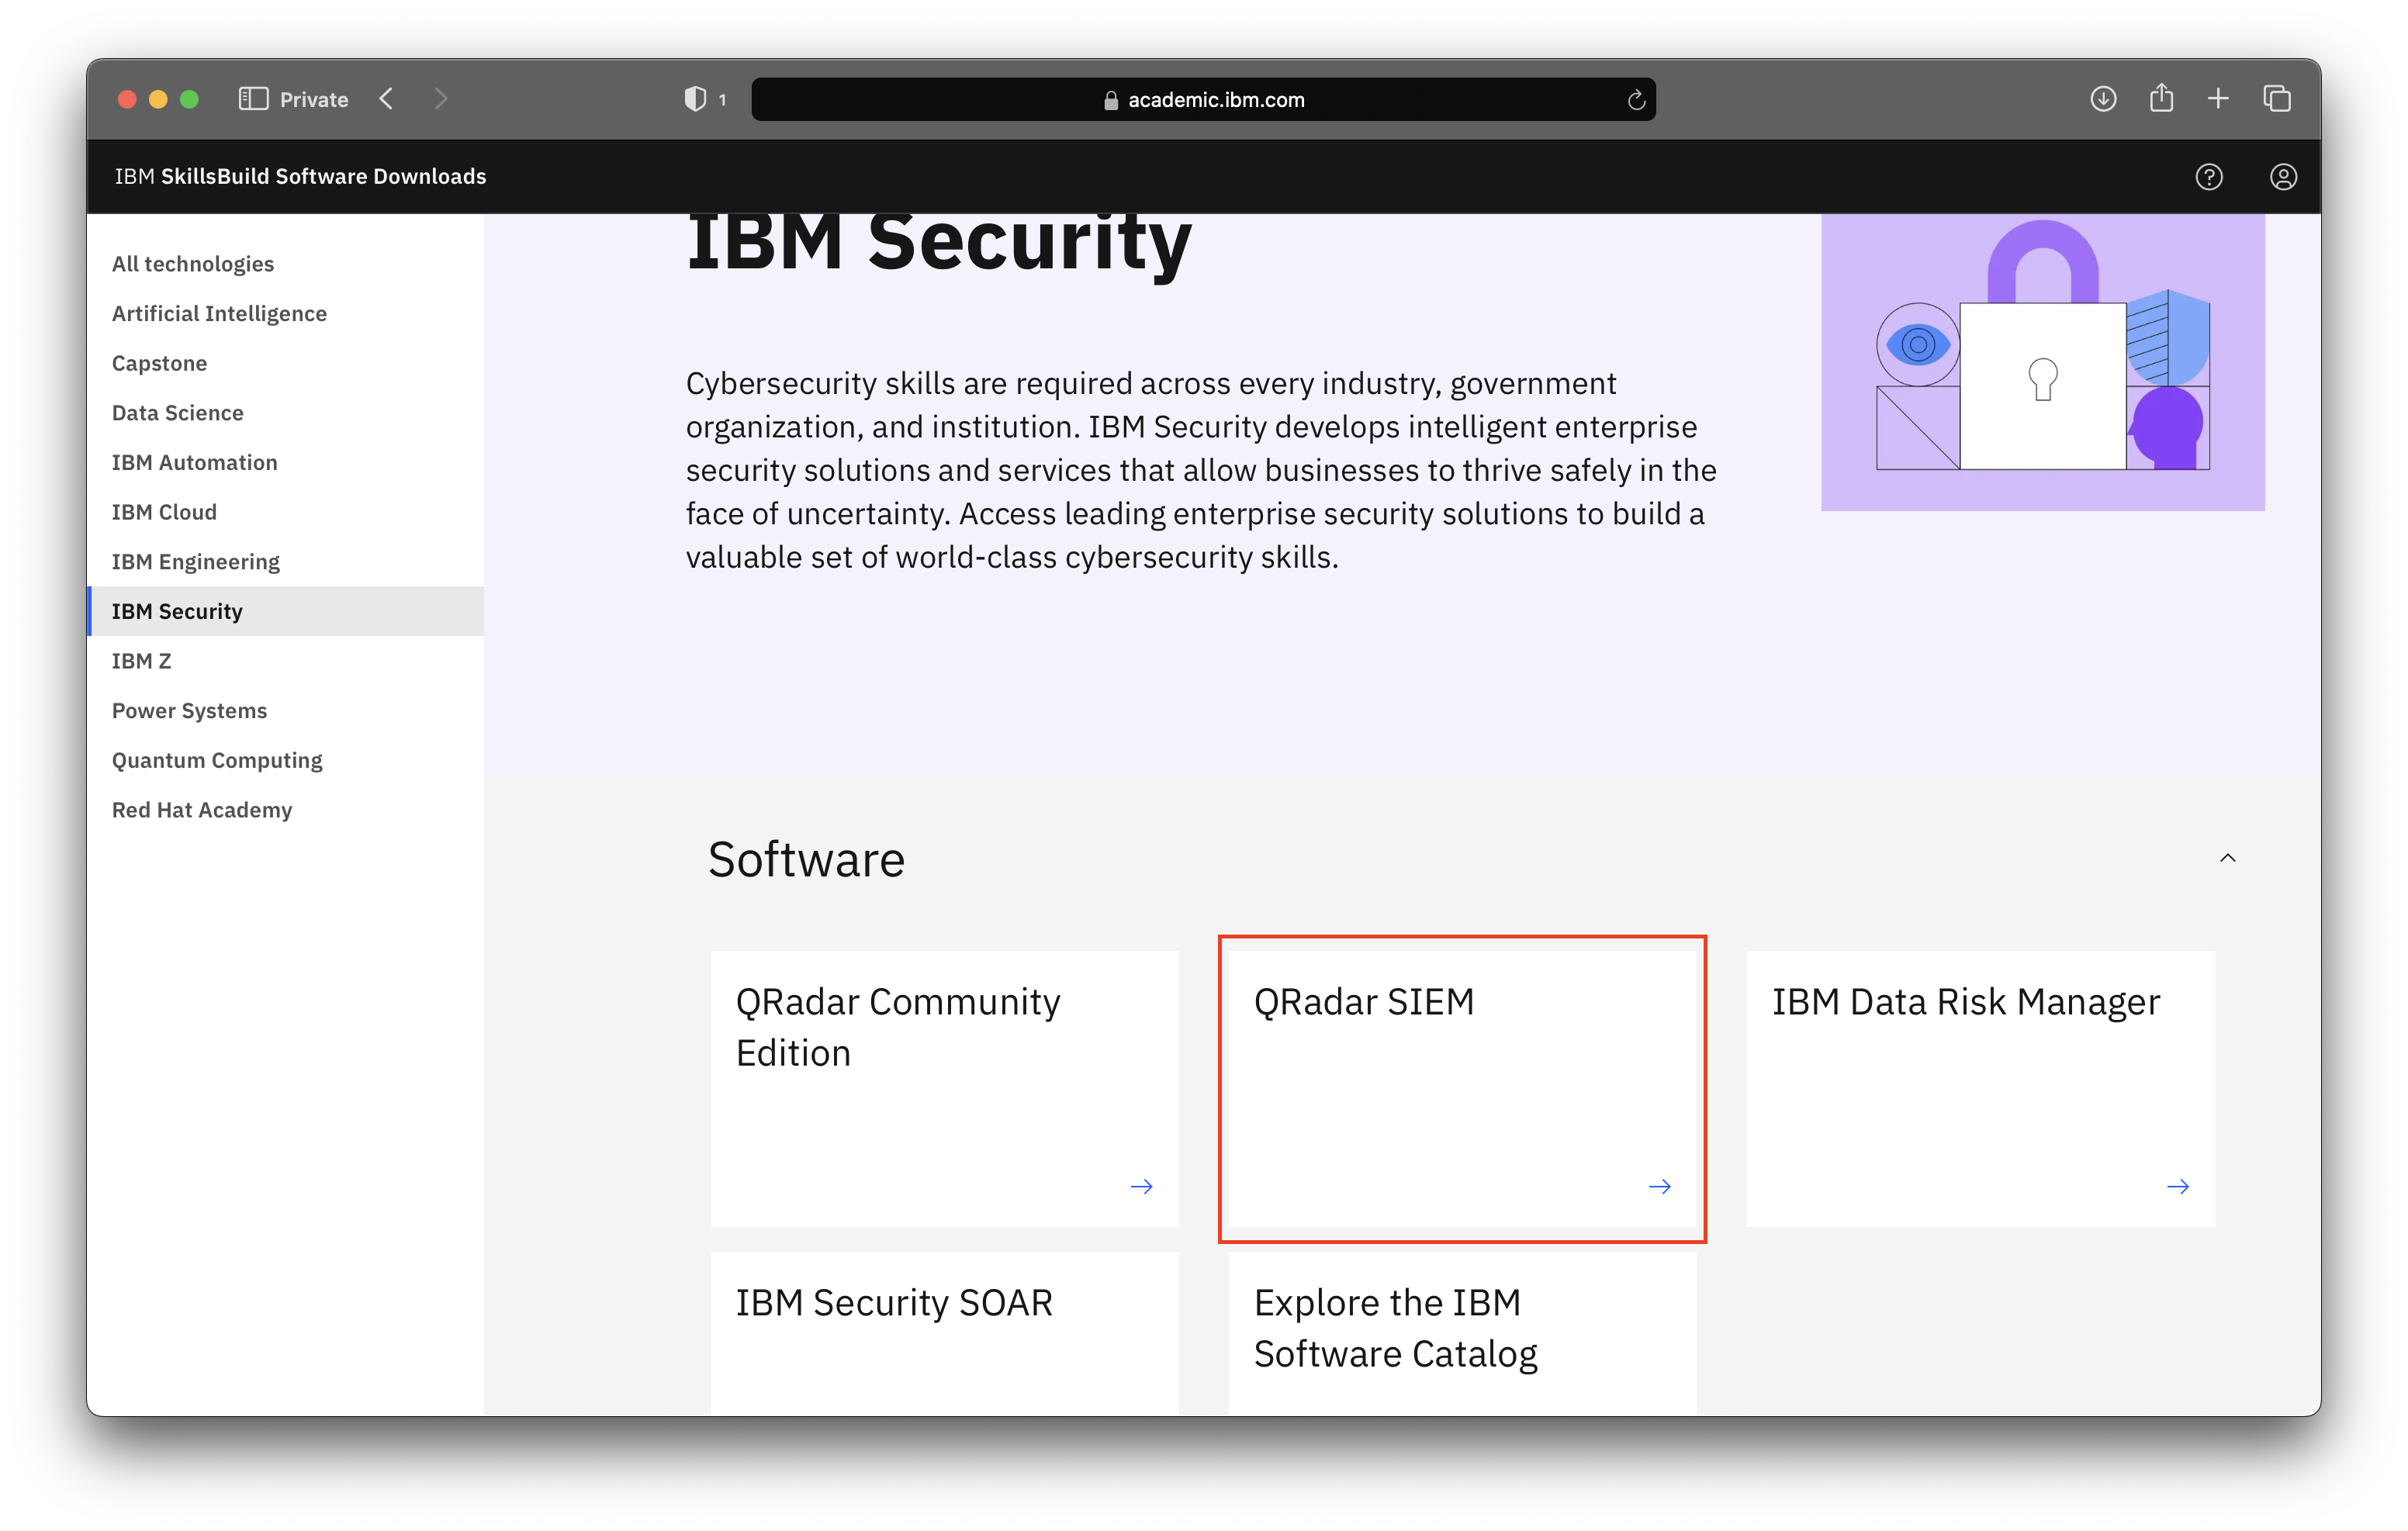 Private
1
academic.ibm.com
IBM SkillsBuild Software Downloads
All technologies
Artificial Intelligence
Capstone
Data Science
IBM Automation
IBM Cloud
IBM Engineering
IBM Security
IBM Z
Power Systems
Quantum Computing
Red Hat Academy
IBM Security
Cybersecurity skills are required across every industry, government
organization, and institution. IBM Security develops intelligent enterprise
security solutions and services that allow businesses to thrive safely in the
face of uncertainty. Access leading enterprise security solutions to build a
valuable set of world-class cybersecurity skills.
Software
QRadar Community
Edition
QRadar SIEM
IBM Data Risk Manager
IBM Security SOAR
Explore the IBM
Software Catalog